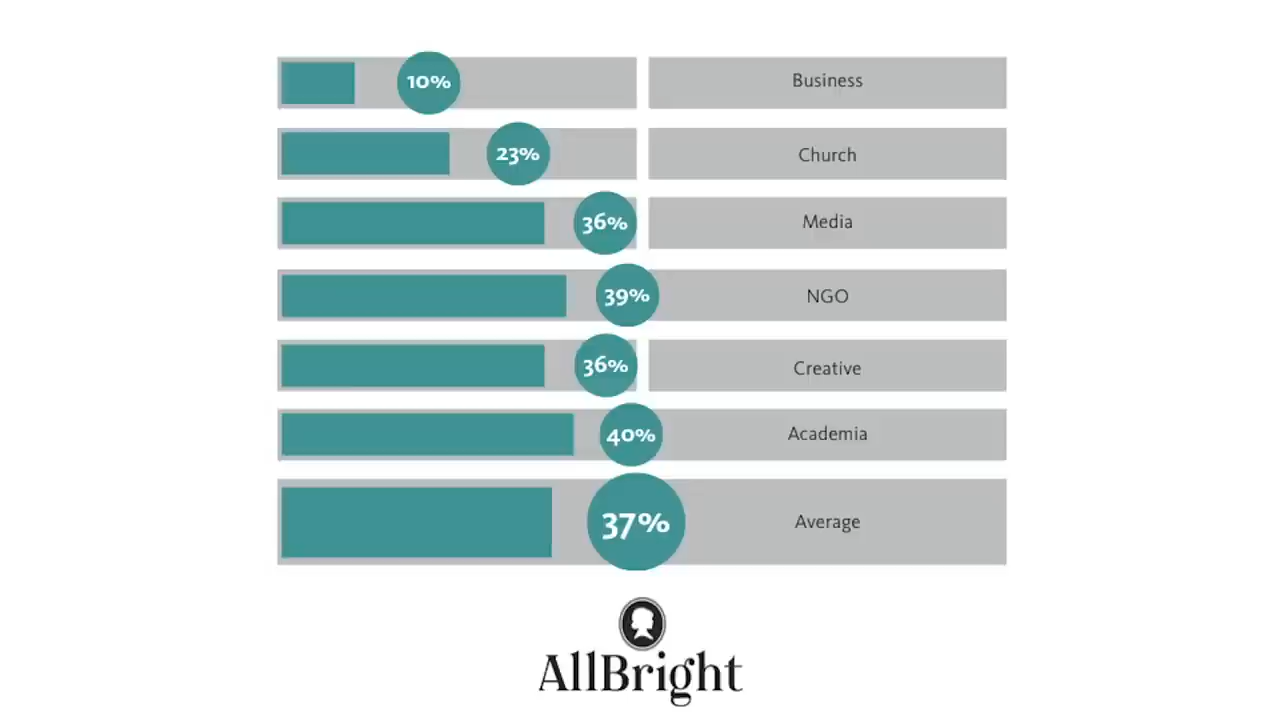 10% Business
23% Church
36% Media
39% NGO
36% Creative
40% Academia
37% Average
AllBright